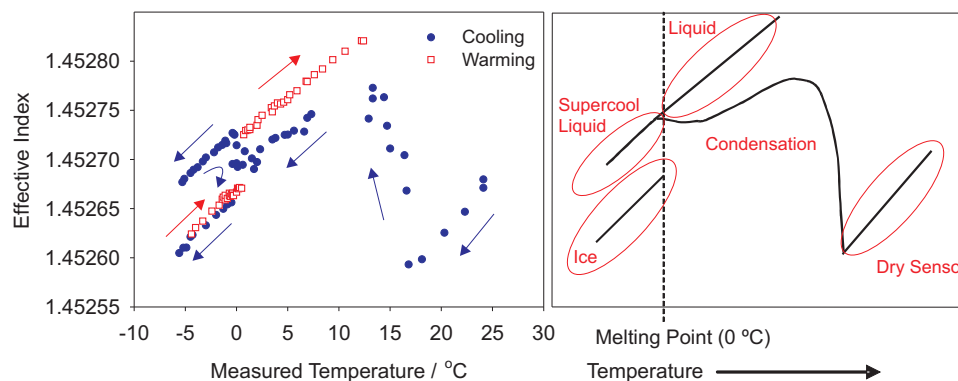 Effective Index
1.45280
1.45275
1.45270
1.45265
1.45260
1.45255
-10
-5
0
5
10
15
20
25
30
Measured Temperature / °C
Cooling
Warming
Liquid
Supercool
Liquid
Condensation
Ice
Dry Senso
Melting Point (0 ºC)
Temperature